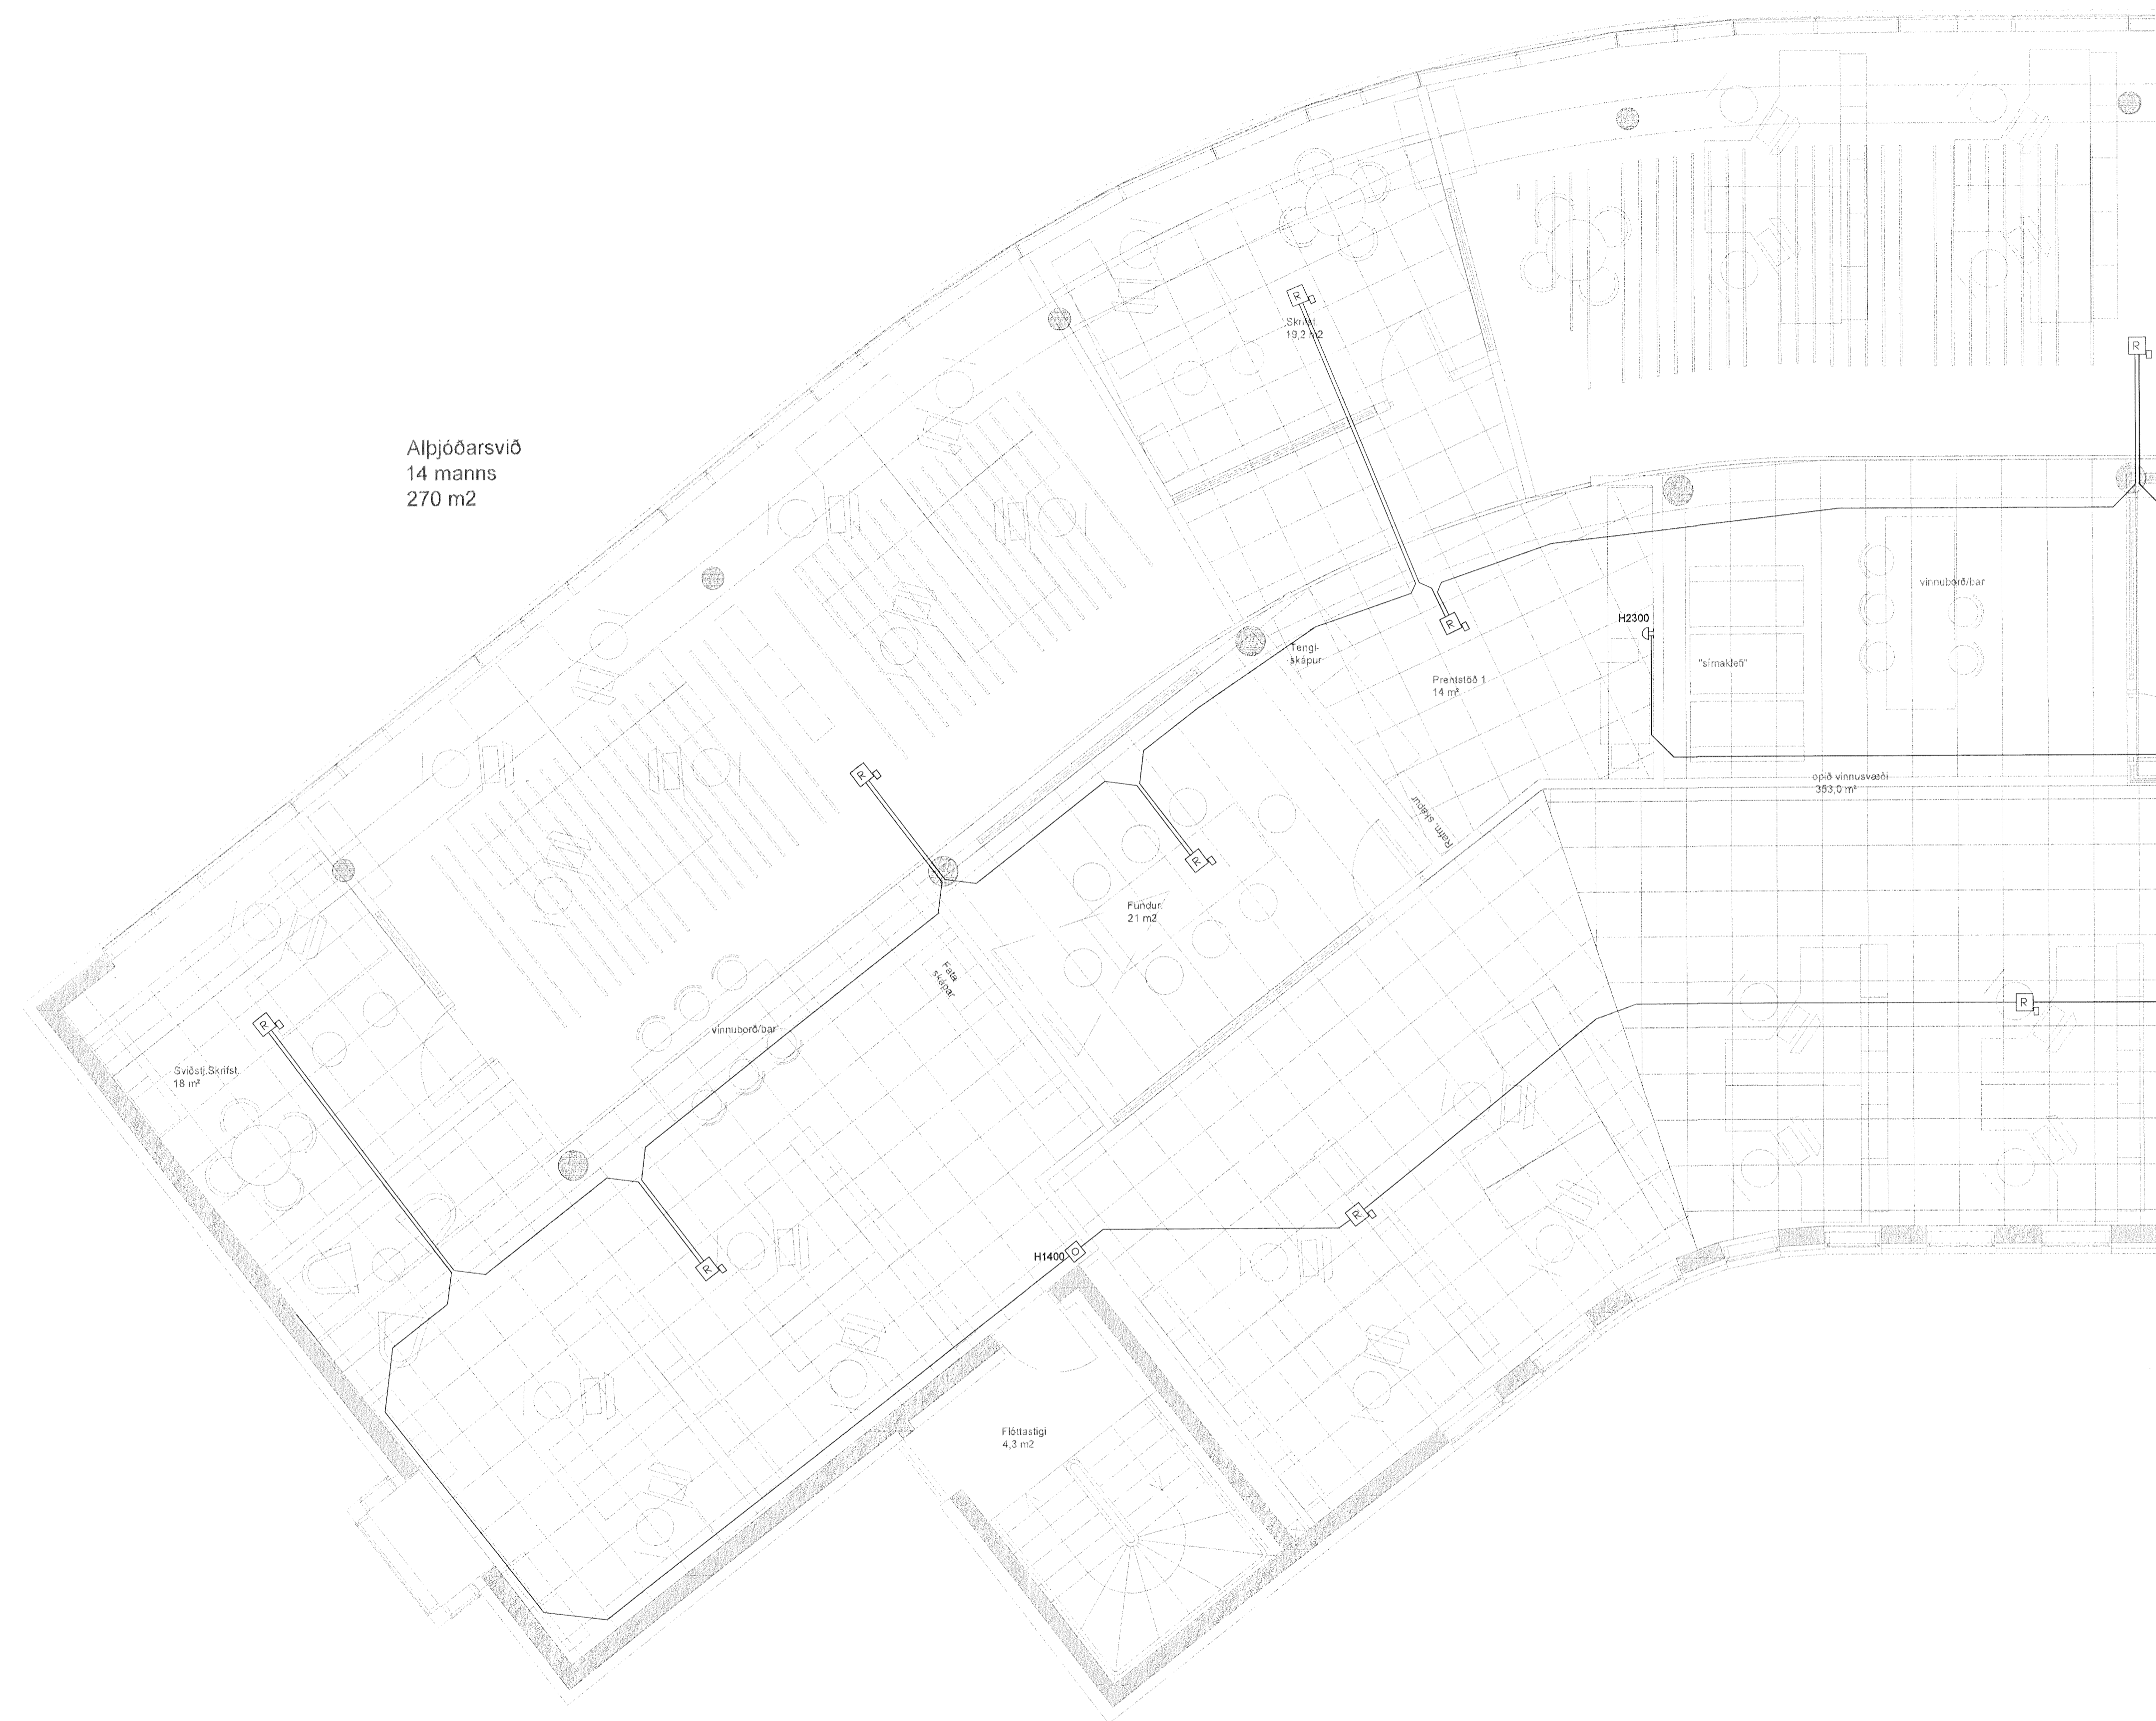 Alþjóðarsvið
14 manns
270 m2
R
Skrifst.
19,2 m2
R
R
H2300
vinnuborð/bar
Tengi-
skápur
"símaklefi"
Prentstöð 1
14 m²
R
opið vinnusvæði
353,0 m²
Rafm. skápur
R
Fundur.
21 m2
Fata
skápar
R
vinnuborð/bar
R
Sviðstj.Skrifst.
18 m²
R
R
H1400
O
R
Flóttastigi
4,3 m2